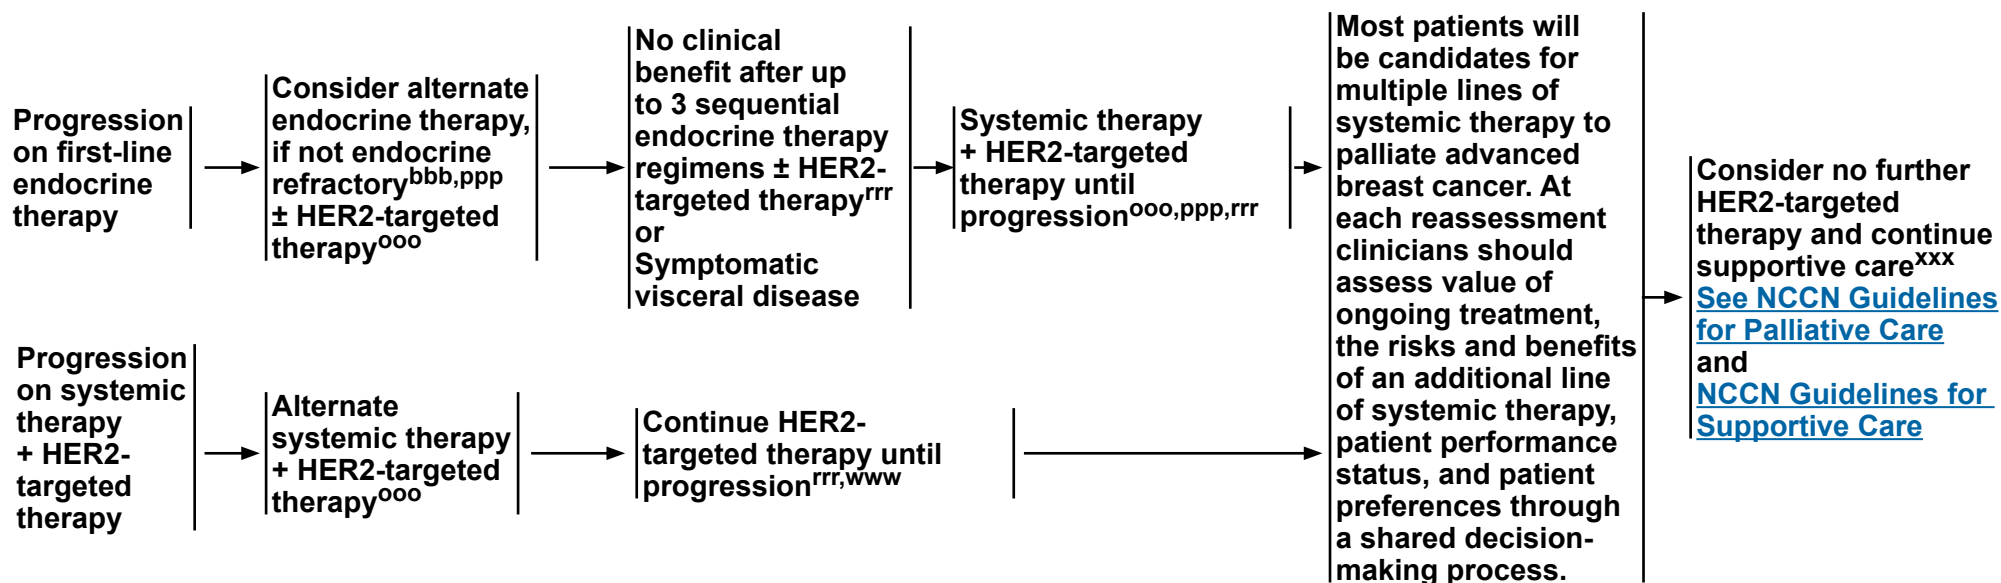 Progression
on first-line
endocrine
therapy
Consider alternate
endocrine therapy,
if not endocrine
refractorybbb,ppp
± HER2-targeted
therapyooo
No clinical
benefit after up
to 3 sequential
endocrine therapy
regimens ± HER2-
targeted therapyrrr
or
Symptomatic
visceral disease
Systemic therapy
+ HER2-targeted
therapy until
progressionooo,ppp,rrr
Progression
on systemic
therapy
+ HER2-
targeted
therapy
Alternate
systemic therapy
+ HER2-targeted
therapyooo
Continue HER2-
targeted therapy until
progressionrrr,www
Most patients will
be candidates for
multiple lines of
systemic therapy to
palliate advanced
breast cancer. At
each reassessment
clinicians should
assess value of
ongoing treatment,
the risks and benefits
of an additional line
of systemic therapy,
patient performance
status, and patient
preferences through
a shared decision-
making process.
Consider no further
HER2-targeted
therapy and continue
supportive carexxx
See NCCN Guidelines
for Palliative Care
and
NCCN Guidelines for
Supportive Care